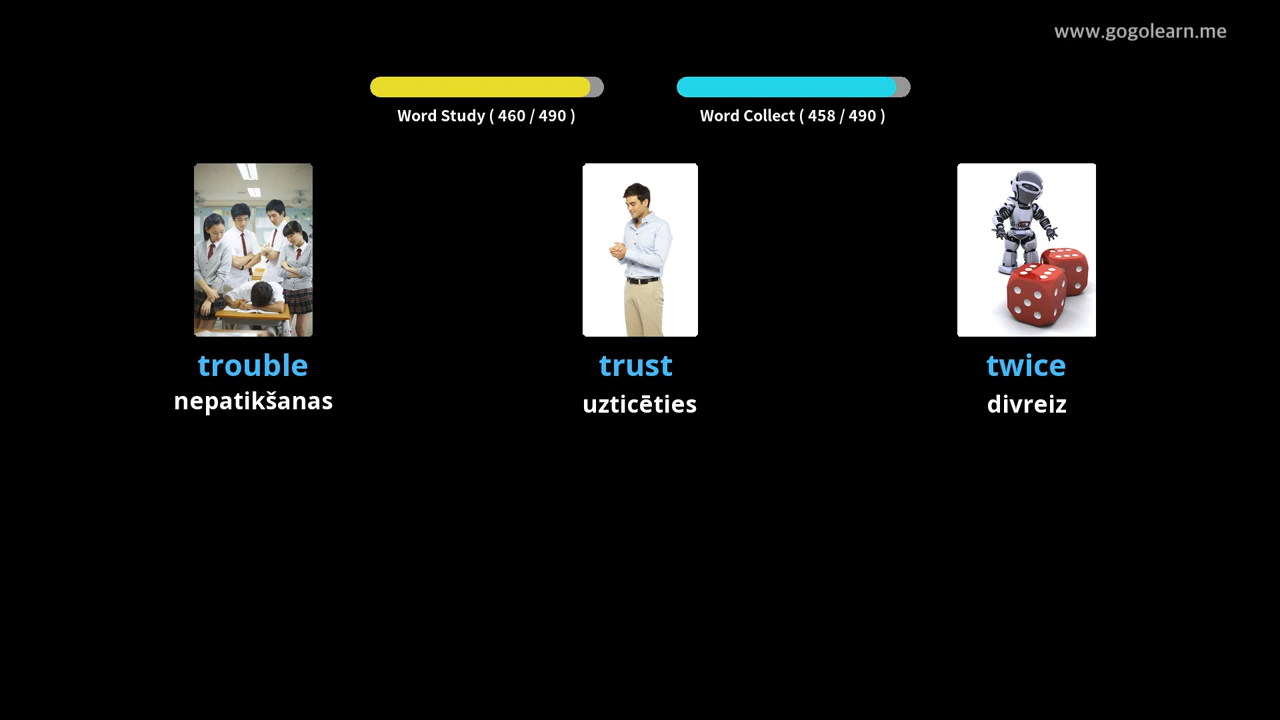 www.gogolearn.me
Word Study ( 460 / 490 )
Word Collect ( 458 / 490 )
trouble
nepatikšanas
trust
uzticēties
twice
divreiz